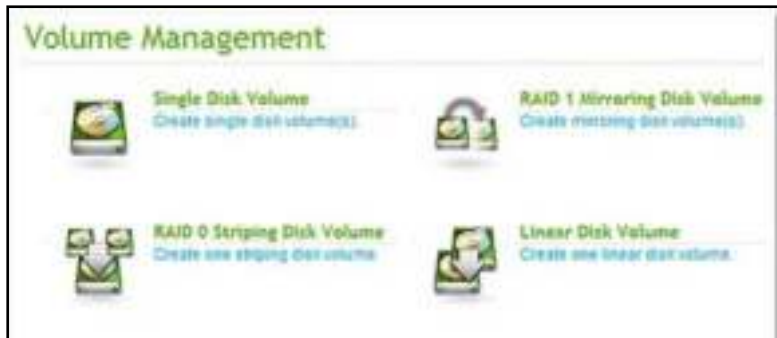 Volume Management
Single Disk Volume
Create single disk volume(s).
RAID 1 Mirroring Disk Volume
Create mirroring disk volume(s).
RAID 0 Striping Disk Volume
Create one striping disk volume.
Linear Disk Volume
Create one linear disk volume.